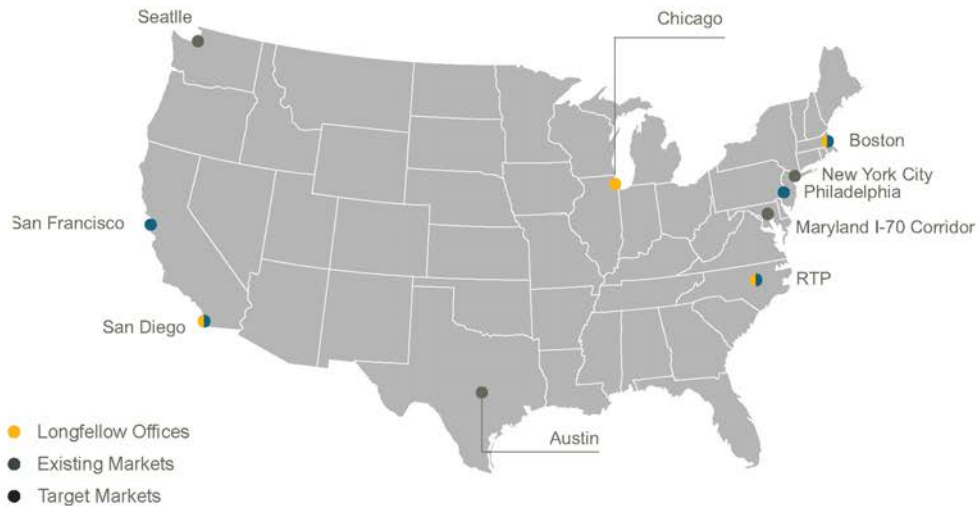 Seatlle
Chicago
Boston
New York City
Philadelphia
San Francisco
Maryland I-70 Corridor
RTP
San Diego
Austin
Longfellow Offices
Existing Markets
Target Markets